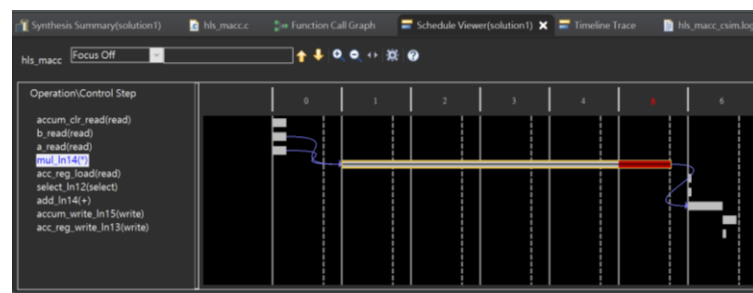 Synthesis Summary(solution1) hls_macc.c Function Call Graph Schedule Viewer(solution1) Timeline Trace hls_macc_csim.log
hls_macc Focus Off
Operation\Control Step 0 1 2 3 4 5 6
accum_clr_read(read)
b_read(read)
a_read(read)
mul_ln14(*)
acc_reg_load(read)
select_ln12(select)
add_ln14(+)
accum_write_ln15(write)
acc_reg_write_ln13(write)